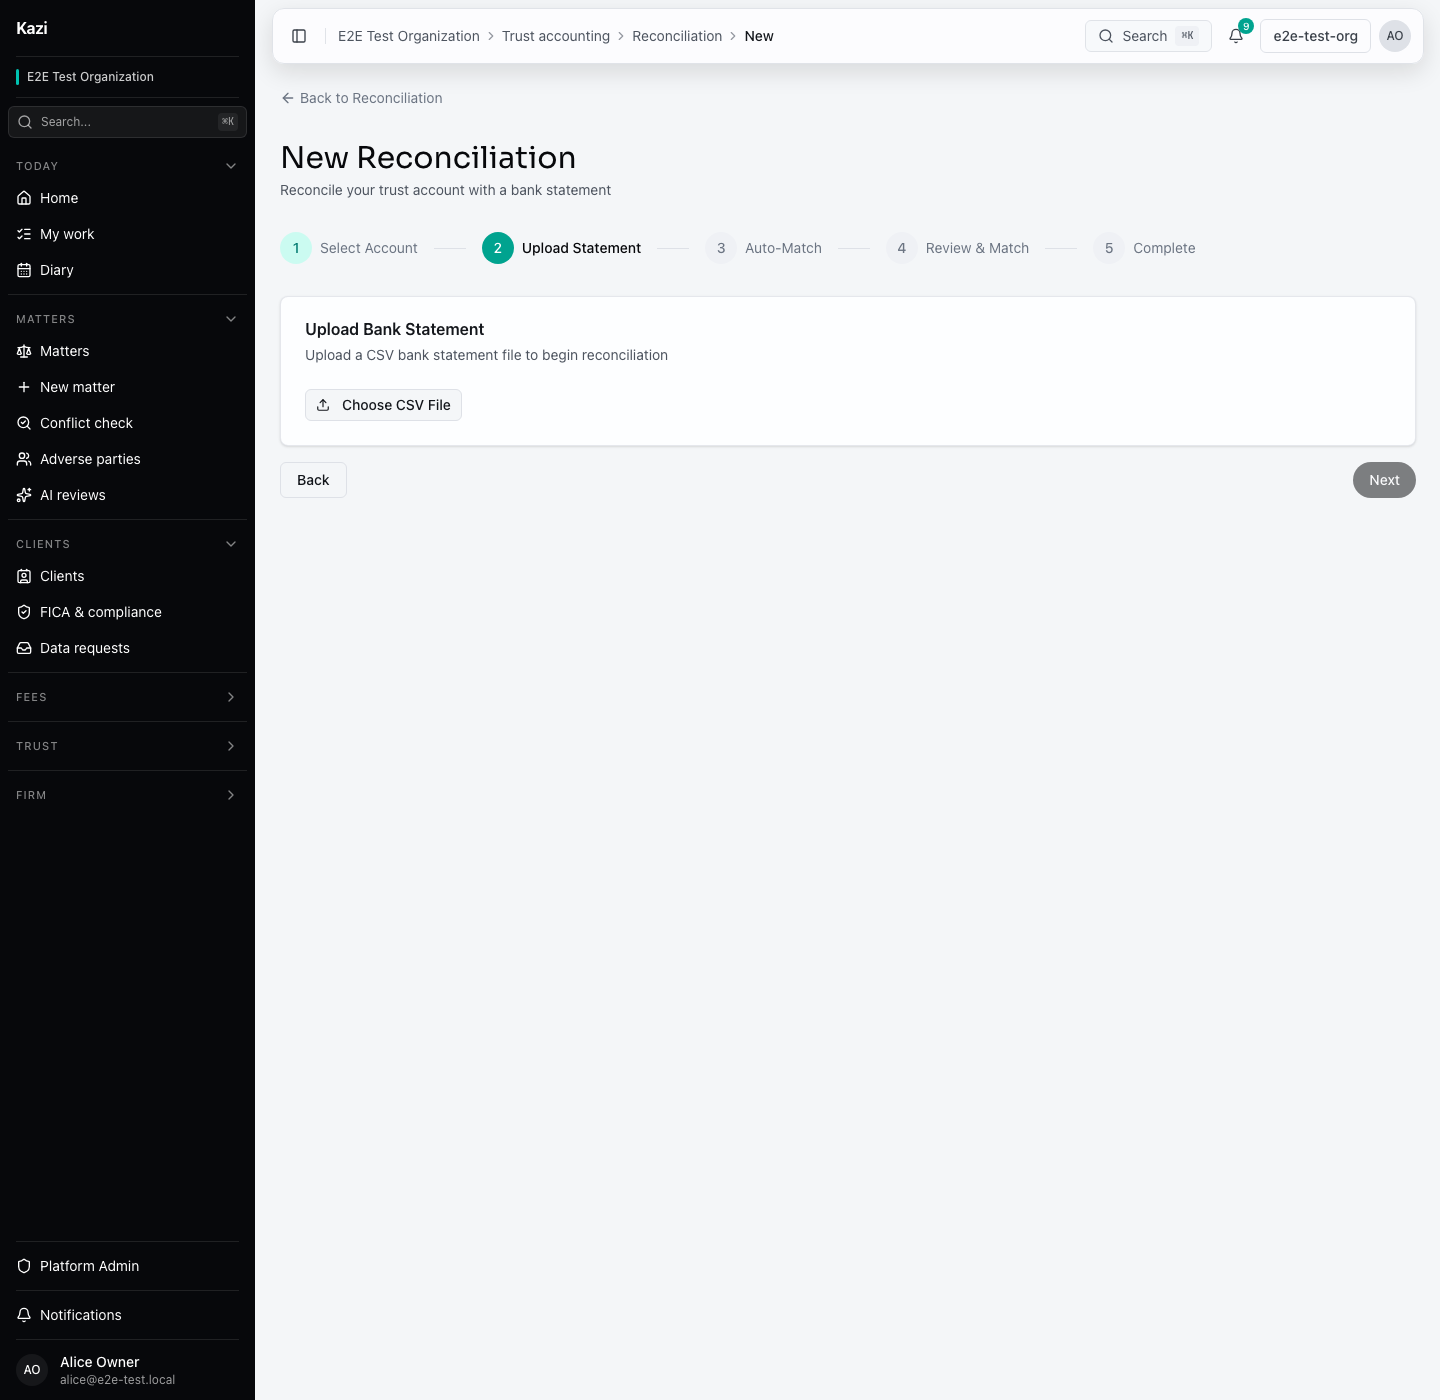 Kazi
E2E Test Organization
Search...
⌘K
TODAY
Home
My work
Diary
MATTERS
Matters
New matter
Conflict check
Adverse parties
AI reviews
CLIENTS
Clients
FICA & compliance
Data requests
FEES
TRUST
FIRM
Platform Admin
Notifications
AO
Alice Owner
alice@e2e-test.local
E2E Test Organization > Trust accounting > Reconciliation > New
Search ⌘K
9
e2e-test-org
AO
Back to Reconciliation
New Reconciliation
Reconcile your trust account with a bank statement
1 Select Account
2 Upload Statement
3 Auto-Match
4 Review & Match
5 Complete
Upload Bank Statement
Upload a CSV bank statement file to begin reconciliation
Choose CSV File
Back
Next